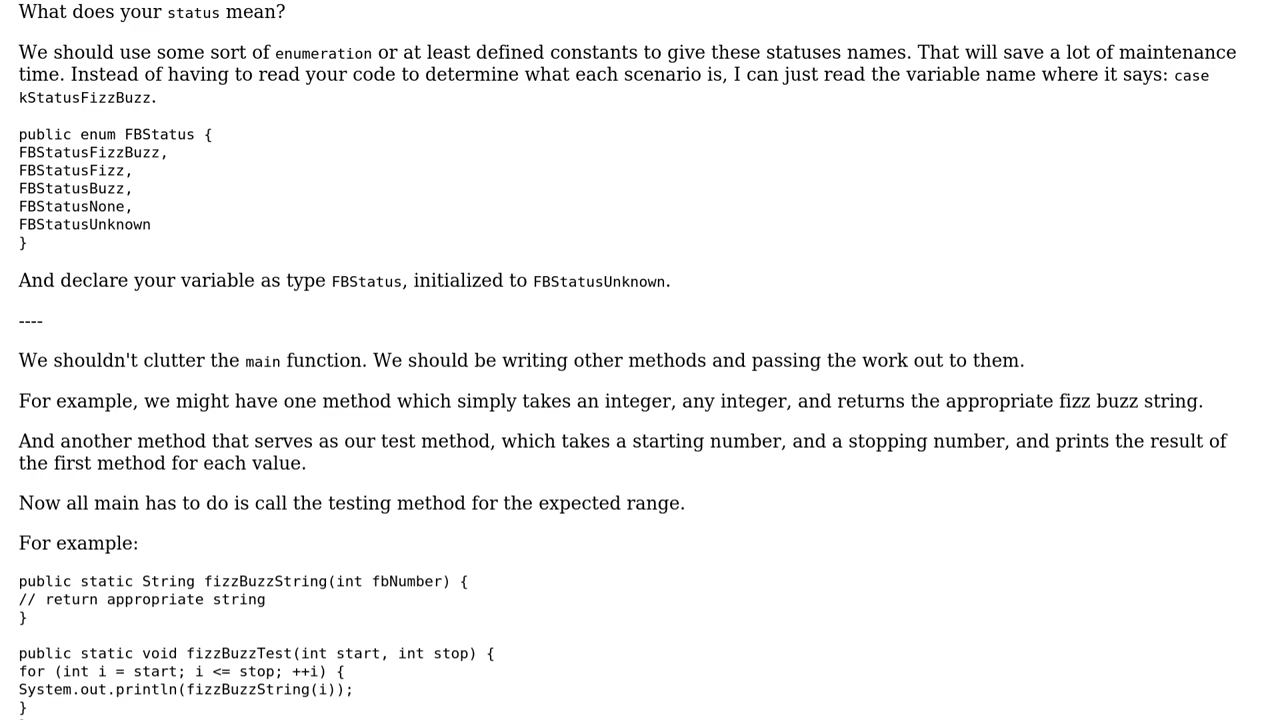 What does your status mean?
We should use some sort of enumeration or at least defined constants to give these statuses names. That will save a lot of maintenance
time. Instead of having to read your code to determine what each scenario is, I can just read the variable name where it says: case
kStatusFizzBuzz.
public enum FBStatus {
FBStatusFizzBuzz,
FBStatusFizz,
FBStatusBuzz,
FBStatusNone,
FBStatusUnknown
}
And declare your variable as type FBStatus, initialized to FBStatusUnknown.
----
We shouldn't clutter the main function. We should be writing other methods and passing the work out to them.
For example, we might have one method which simply takes an integer, any integer, and returns the appropriate fizz buzz string.
And another method that serves as our test method, which takes a starting number, and a stopping number, and prints the result of
the first method for each value.
Now all main has to do is call the testing method for the expected range.
For example:
public static String fizzBuzzString(int fbNumber) {
// return appropriate string
}
public static void fizzBuzzTest(int start, int stop) {
for (int i = start; i <= stop; ++i) {
System.out.println(fizzBuzzString(i));
}